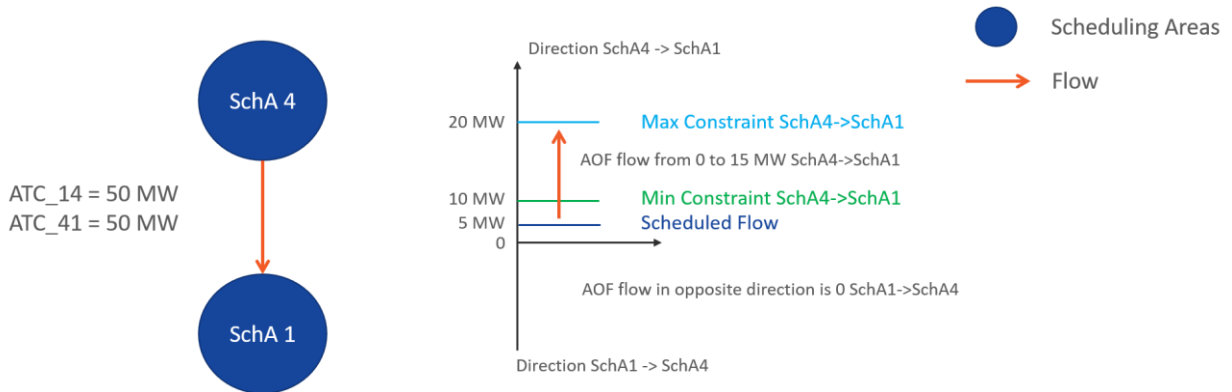 SchA 4
ATC_14 = 50 MW
ATC_41 = 50 MW
SchA 1
Direction SchA4 -> SchA1
20 MW
Max Constraint SchA4->SchA1
AOF flow from 0 to 15 MW SchA4->SchA1
10 MW
Min Constraint SchA4->SchA1
5 MW
Scheduled Flow
0
AOF flow in opposite direction is 0 SchA1->SchA4
Direction SchA1 -> SchA4
Scheduling Areas
Flow